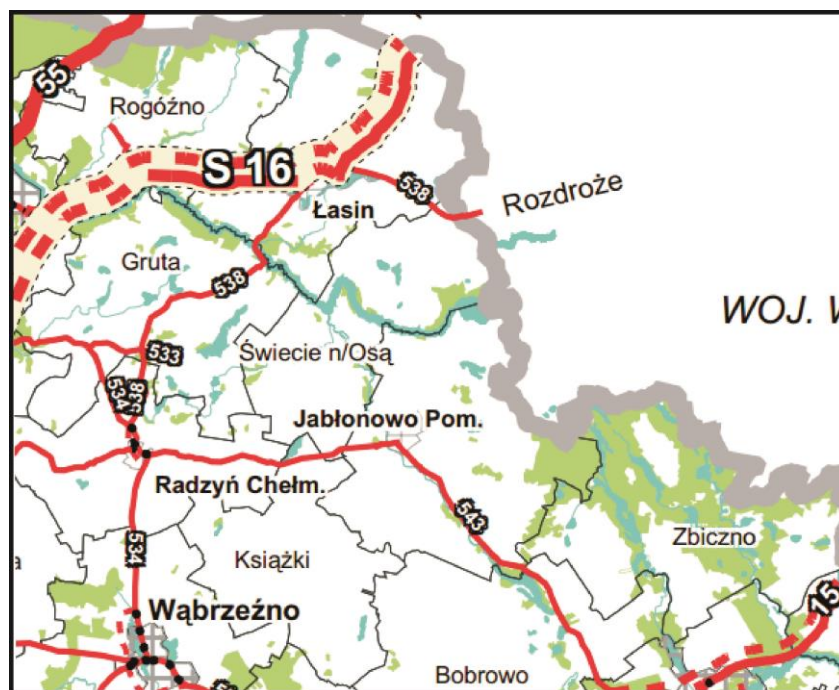 55
Rogóźno
S 16
538
Rozdroże
Łasin
Gruta
538
WOJ. W
533
Świecie n/Osą
534
538
Jabłonowo Pom.
Radzyń Chełm.
543
534
Zbiczno
Książki
a
15
Wąbrzeźno
Bobrowo